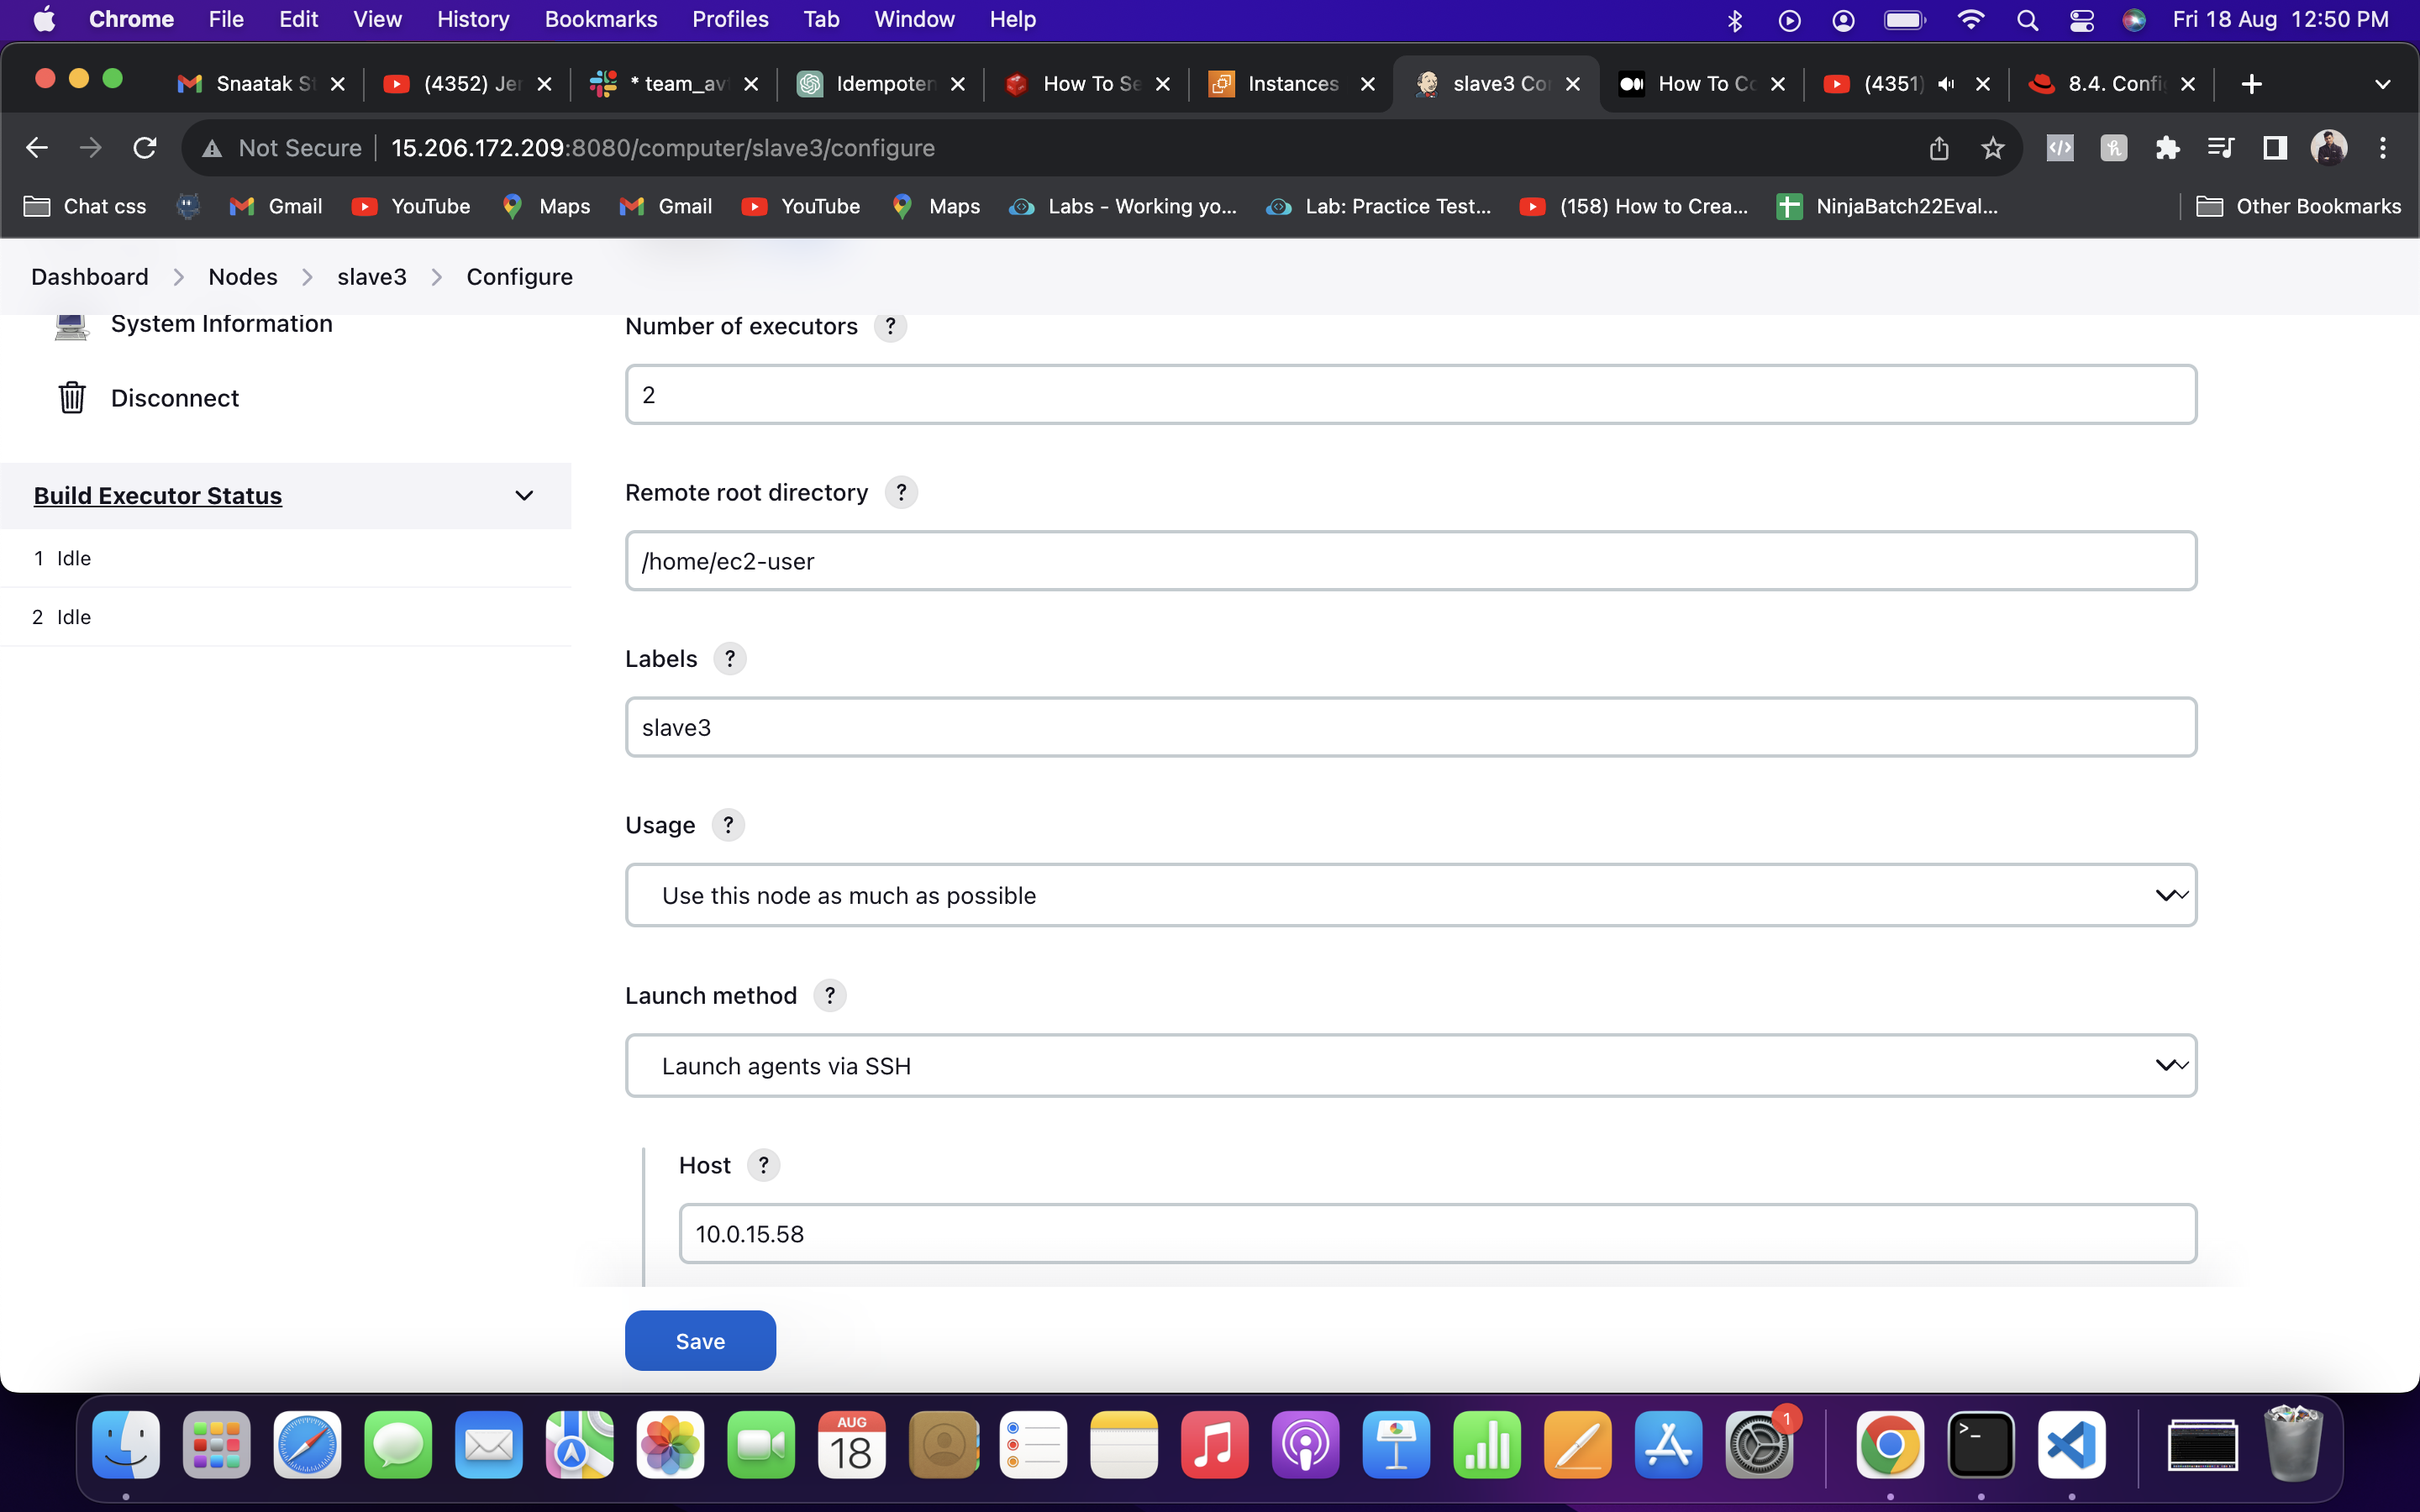 Chrome File Edit View History Bookmarks Profiles Tab Window Help Fri 18 Aug 12:50 PM
Snaatak S (4352) Je * team_av Idempoten How To Se Instances slave3 Co How To Co (4351) 8.4. Confi
Not Secure 15.206.172.209:8080/computer/slave3/configure
Chat css Gmail YouTube Maps Gmail YouTube Maps Labs - Working yo... Lab: Practice Test... (158) How to Crea... NinjaBatch22Eval... Other Bookmarks
Dashboard Nodes slave3 Configure
System Information
Disconnect
Build Executor Status
1 Idle
2 Idle
Number of executors ?
2
Remote root directory ?
/home/ec2-user
Labels ?
slave3
Usage ?
Use this node as much as possible
Launch method ?
Launch agents via SSH
Host ?
10.0.15.58
Save
AUG
18
1